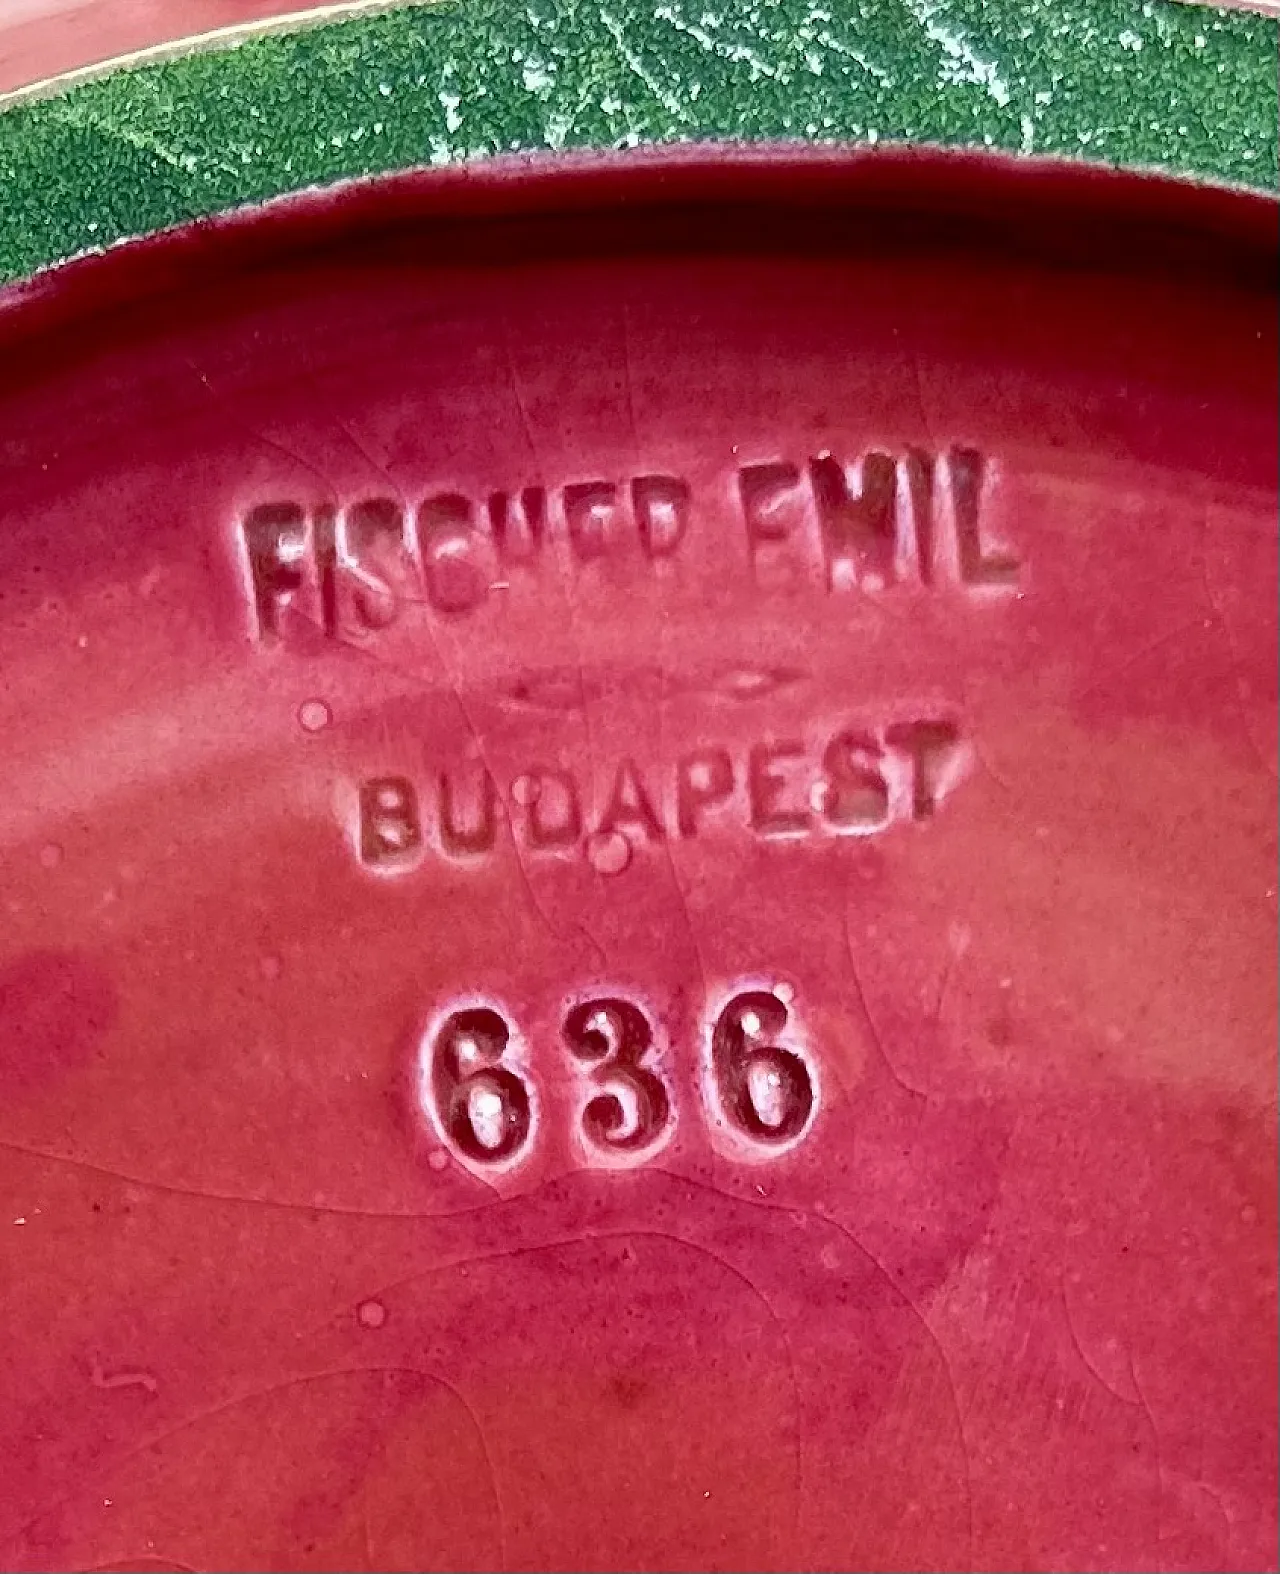 FISCHER EMIL
BUDAPEST
636